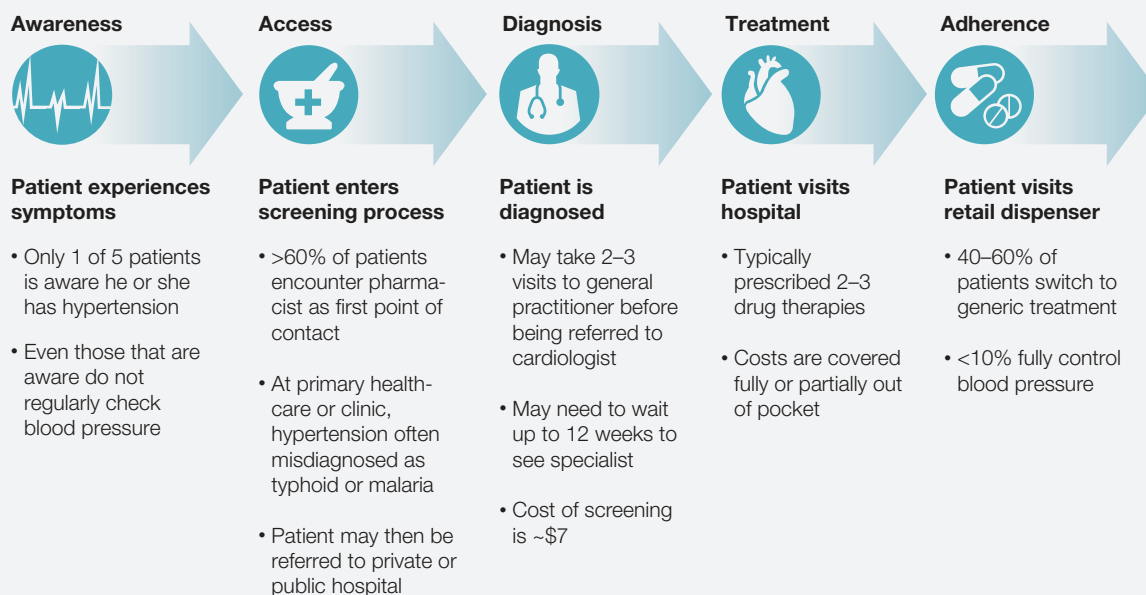 Awareness
Patient experiences
symptoms
• Only 1 of 5 patients
is aware he or she
has hypertension
• Even those that are
aware do not
regularly check
blood pressure
Access
Patient enters
screening process
• >60% of patients
encounter pharma-
cist as first point of
contact
• At primary health-
care or clinic,
hypertension often
misdiagnosed as
typhoid or malaria
• Patient may then be
referred to private or
public hospital
Diagnosis
Patient is
diagnosed
• May take 2–3
visits to general
practitioner before
being referred to
cardiologist
• May need to wait
up to 12 weeks to
see specialist
• Cost of screening
is ~$7
Treatment
Patient visits
hospital
• Typically
prescribed 2–3
drug therapies
• Costs are covered
fully or partially out
of pocket
Adherence
Patient visits
retail dispenser
• 40–60% of
patients switch to
generic treatment
• <10% fully control
blood pressure